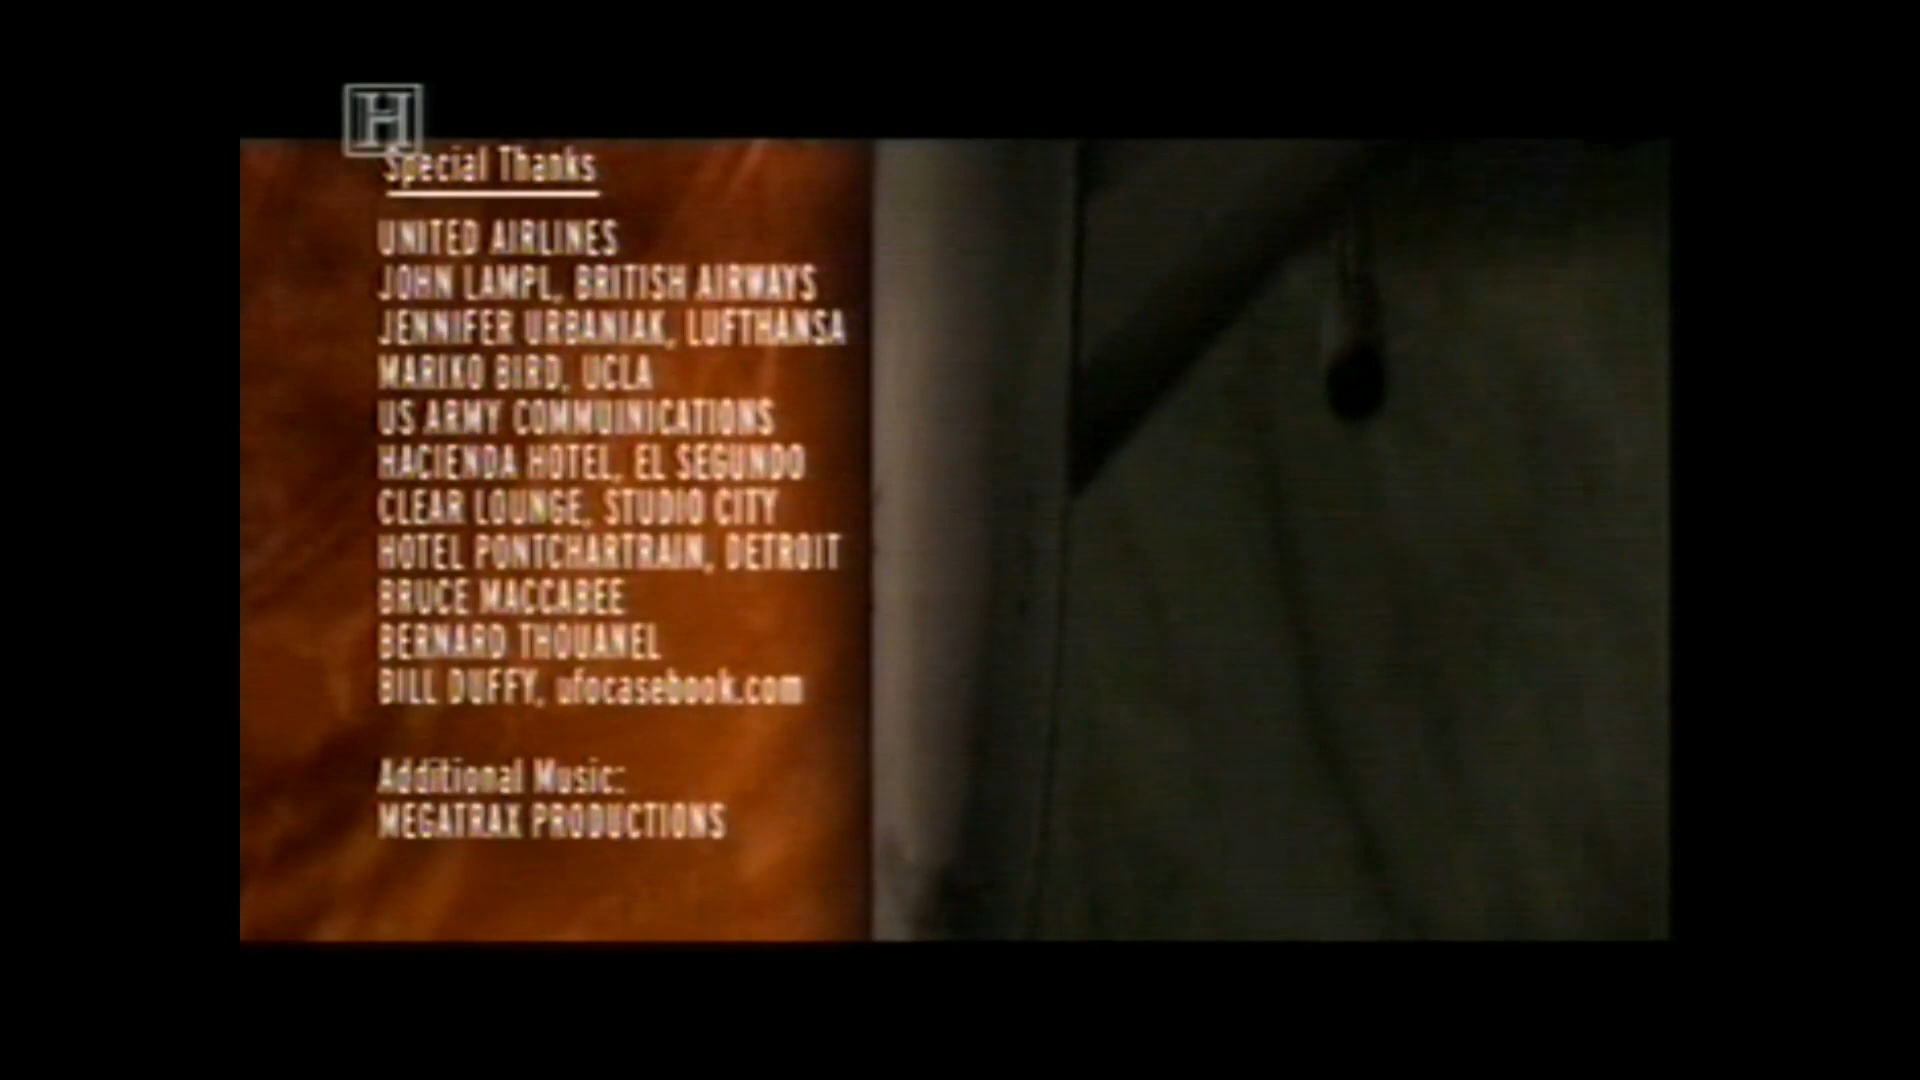 H
Special Thanks
UNITED AIRLINES
JOHN LAMPL, BRITISH AIRWAYS
JENNIFER URBANIAK, LUFTHANSA
MARIKO BIRD, UCLA
US ARMY COMMUINICATIONS
HACIENDA HOTEL, EL SEGUNDO
CLEAR LOUNGE, STUDIO CITY
HOTEL PONTCHARTRAIN, DETROIT
BRUCE MACCABEE
BERNARD THOUANEL
BILL DUFFY, ufocasebook.com
Additional Music:
MEGATRAX PRODUCTIONS